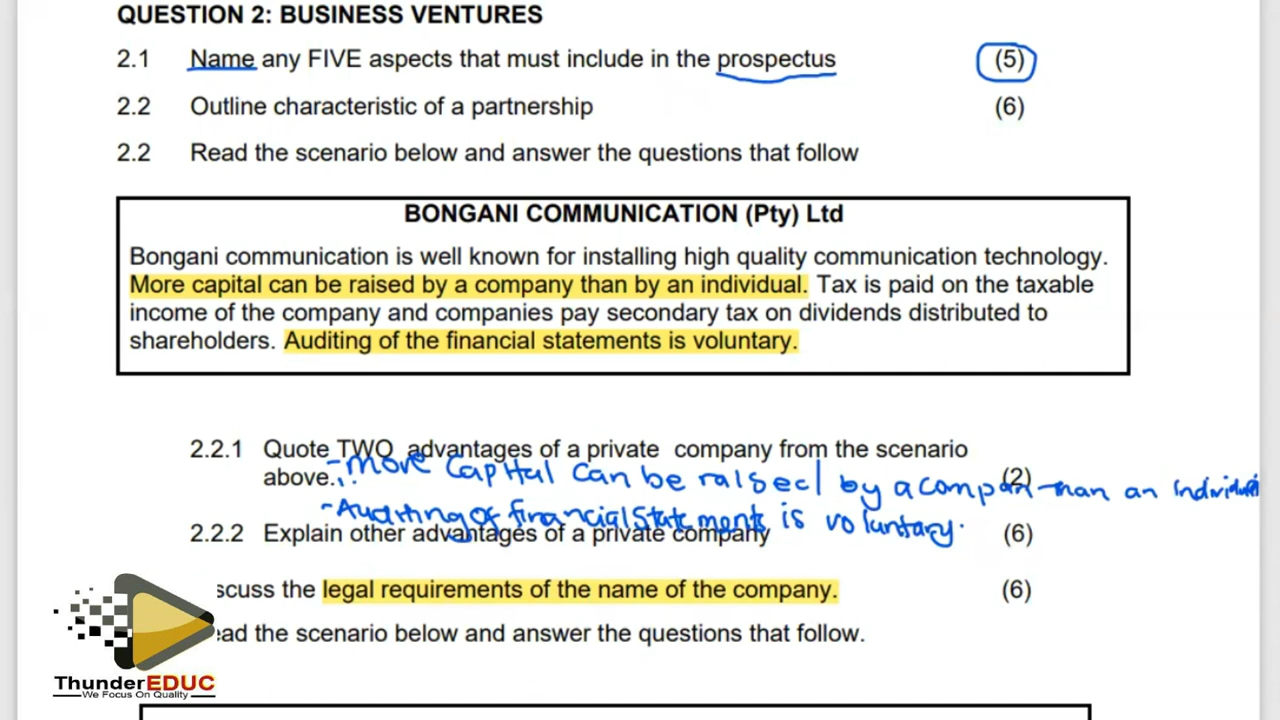 QUESTION 2: BUSINESS VENTURES
2.1 Name any FIVE aspects that must include in the prospectus (5)
2.2 Outline characteristic of a partnership (6)
2.2 Read the scenario below and answer the questions that follow
BONGANI COMMUNICATION (Pty) Ltd
Bongani communication is well known for installing high quality communication technology.
More capital can be raised by a company than by an individual. Tax is paid on the taxable
income of the company and companies pay secondary tax on dividends distributed to
shareholders. Auditing of the financial statements is voluntary.
2.2.1 Quote TWO advantages of a private company from the scenario
above. (2)
- More Capital can be raised by a company than an individual
- Auditing of financial statements is voluntary.
2.2.2 Explain other advantages of a private company (6)
scuss the legal requirements of the name of the company. (6)
ead the scenario below and answer the questions that follow.
ThunderEDUC
We Focus On Quality